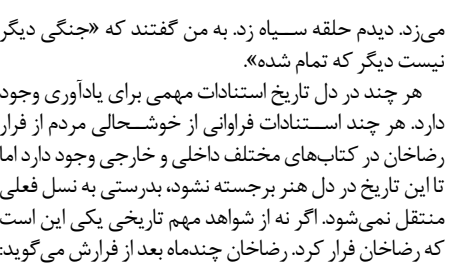 می‌زد. دیدم حلقه سیاه زد. به من گفتند که «جنگی دیگر
نیست دیگر که تمام شده».
هر چند در دل تاریخ استنادات مهمی برای یادآوری وجود
دارد. هر چند استنادات فراوانی از خوشحالی مردم از فرار
رضاخان در کتاب‌های مختلف داخلی و خارجی وجود دارد اما
تا این تاریخ در دل هنر برجسته نشود، بدرستی به نسل فعلی
منتقل نمی‌شود. اگر نه از شواهد مهم تاریخی یکی این است
که رضاخان فرار کرد. رضاخان چندماه بعد از فرارش می‌گوید: